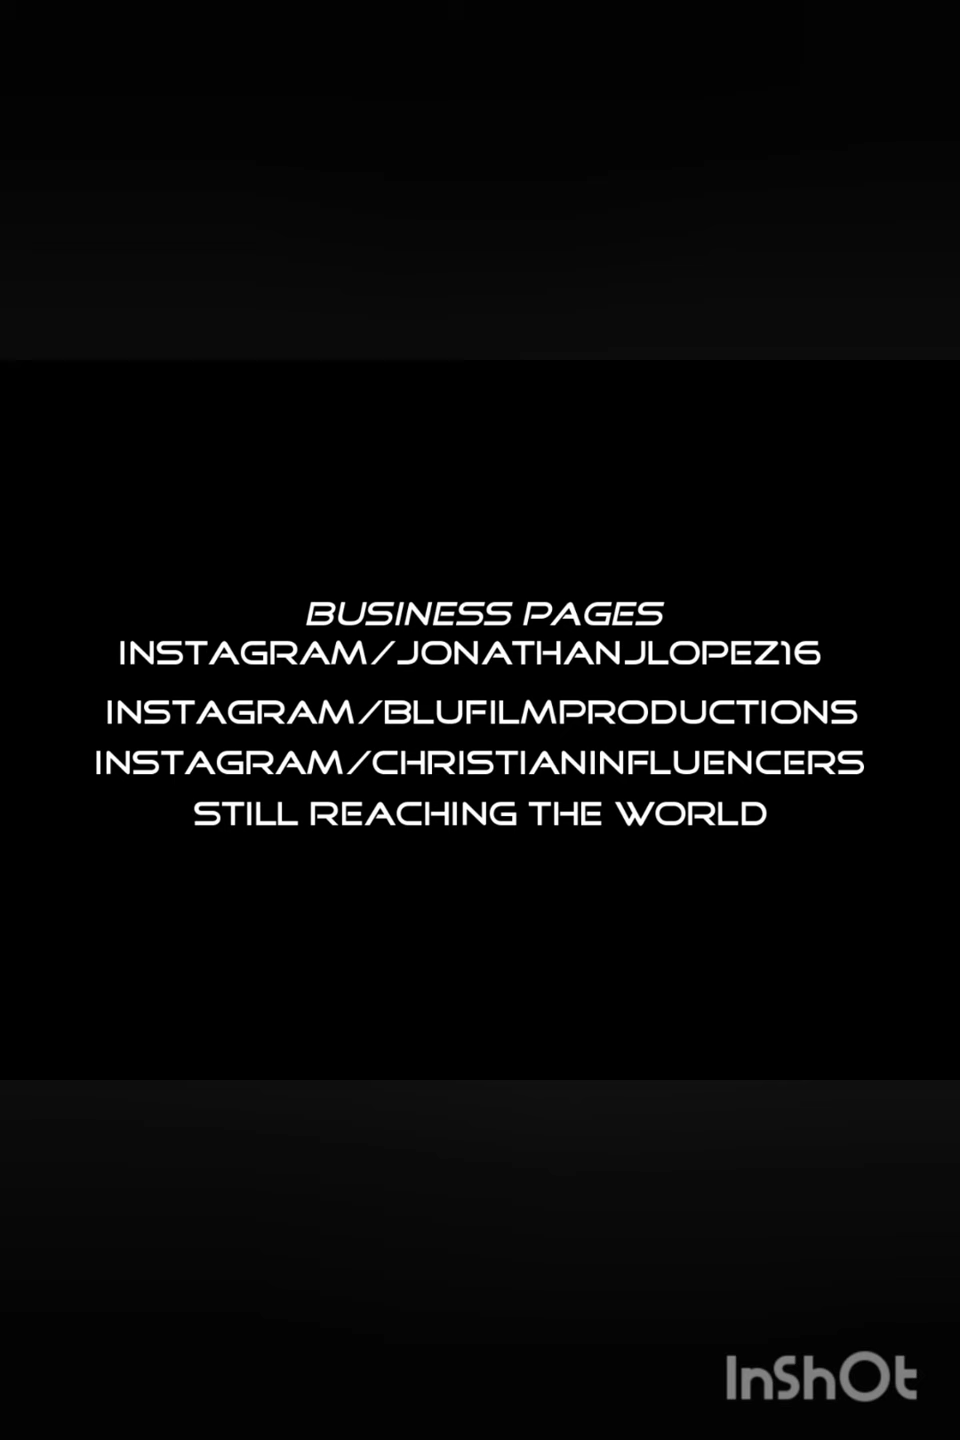 BUSINESS PAGES
INSTAGRAM/JONATHANJLOPEZ16
INSTAGRAM/BLUFILMPRODUCTIONS
INSTAGRAM/CHRISTIANINFLUENCERS
STILL REACHING THE WORLD
InShOt